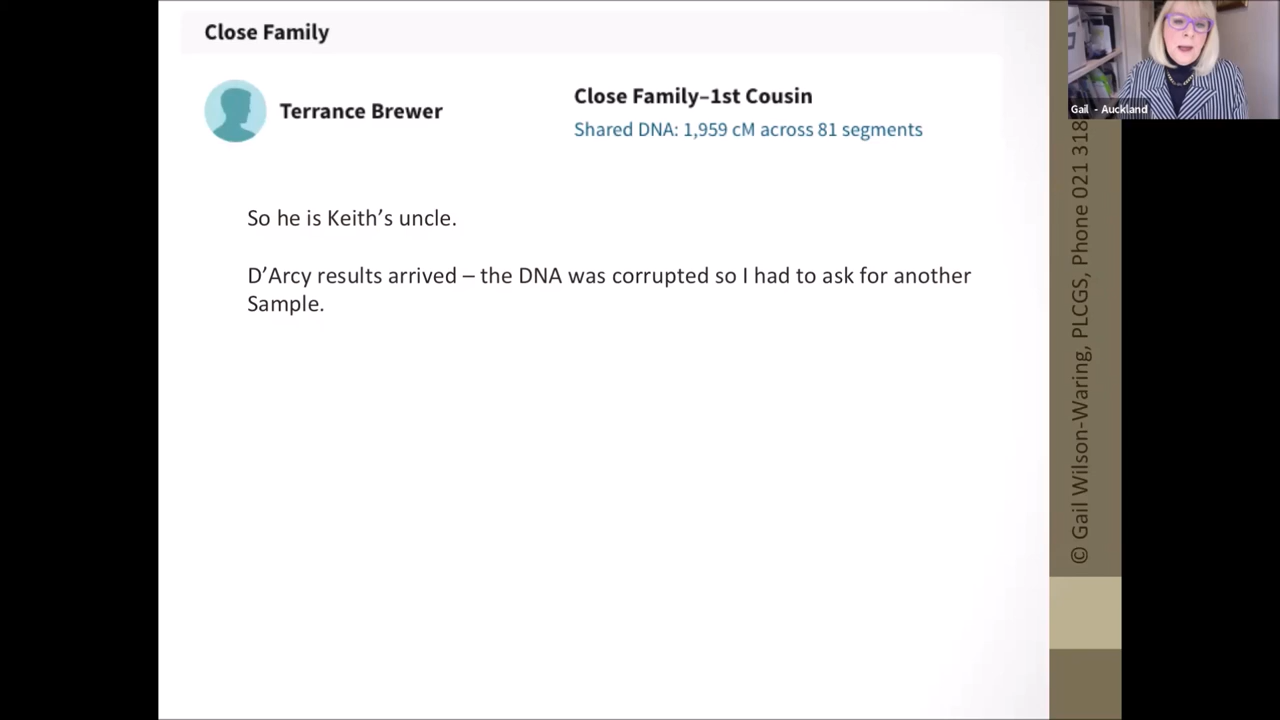 Close Family
Terrance Brewer
Close Family–1st Cousin
Shared DNA: 1,959 cM across 81 segments
So he is Keith’s uncle.
D’Arcy results arrived – the DNA was corrupted so I had to ask for another
Sample.
Gail - Auckland
© Gail Wilson-Waring, PLCGS, Phone 021 318